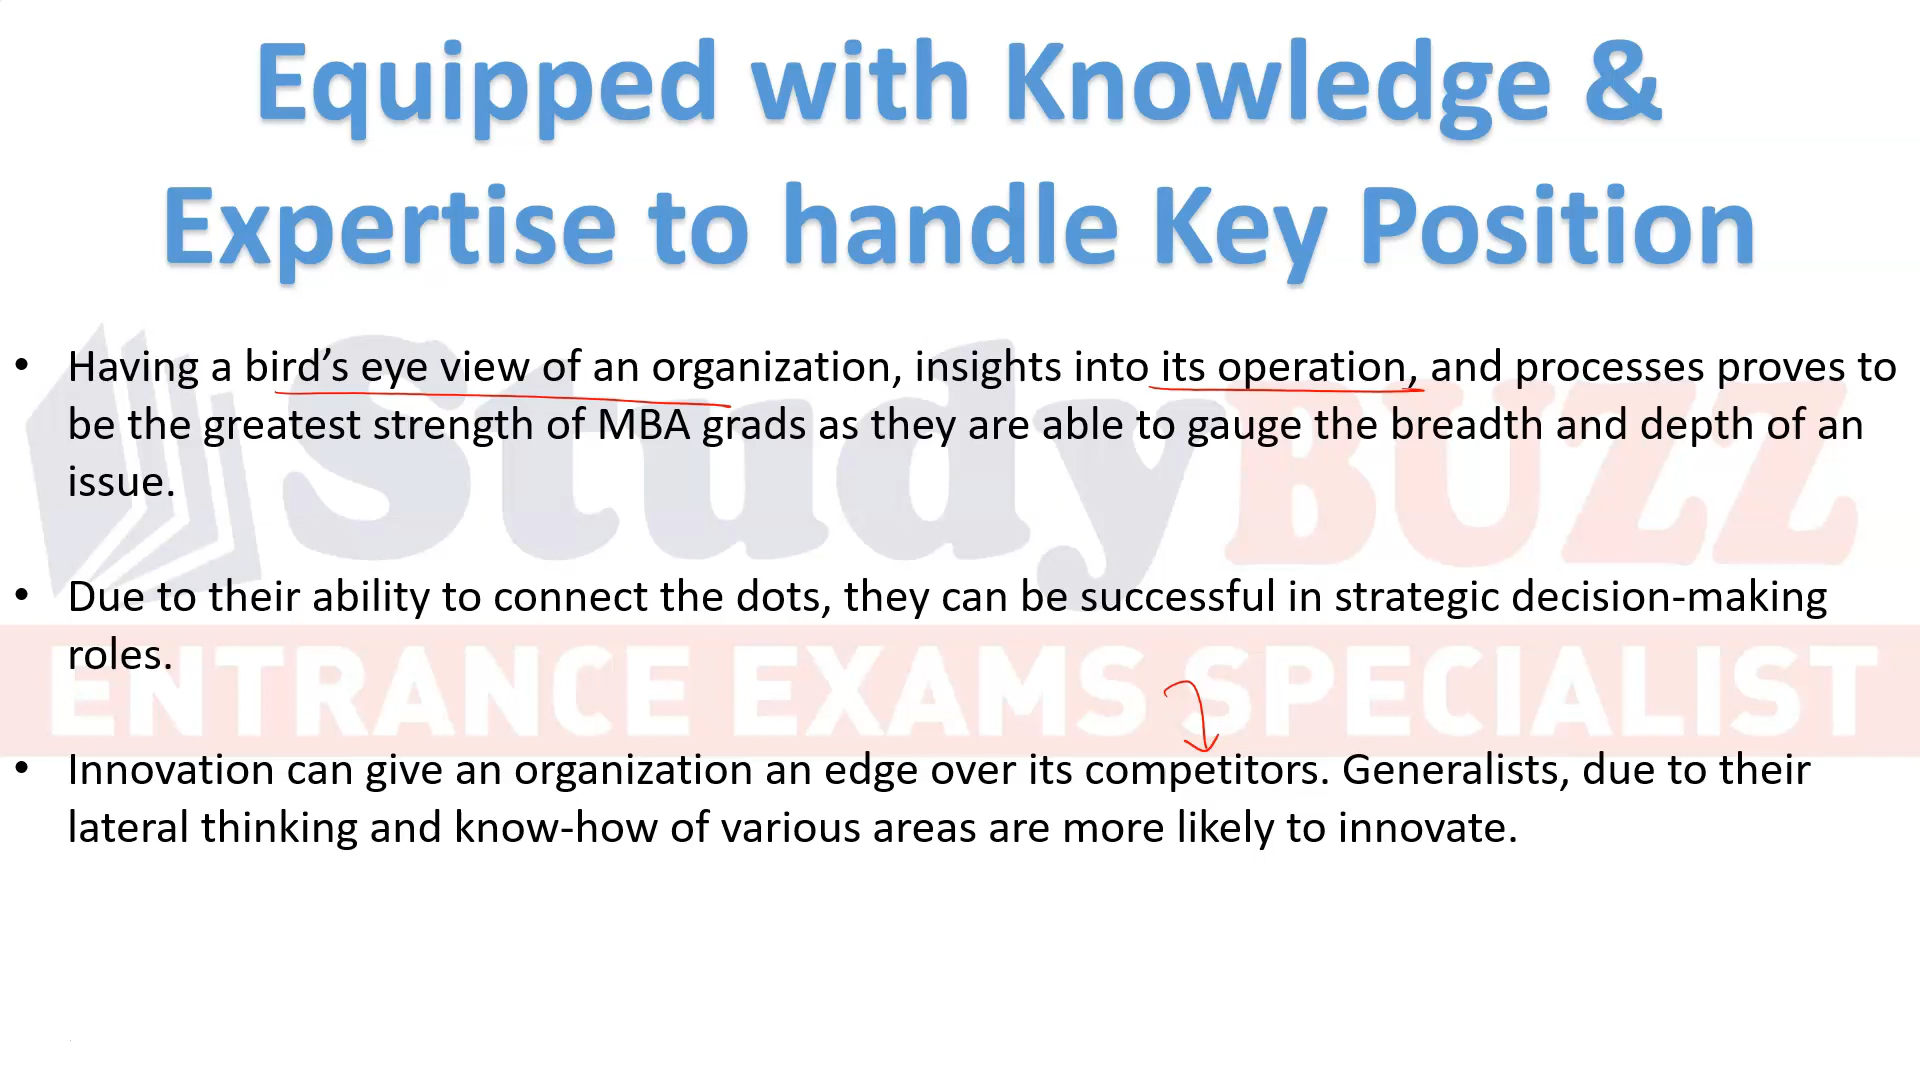 Equipped with Knowledge &
Expertise to handle Key Position
• Having a bird’s eye view of an organization, insights into its operation, and processes proves to
be the greatest strength of MBA grads as they are able to gauge the breadth and depth of an
issue.
• Due to their ability to connect the dots, they can be successful in strategic decision-making
roles.
• Innovation can give an organization an edge over its competitors. Generalists, due to their
lateral thinking and know-how of various areas are more likely to innovate.
StudyBUZZ
ENTRANCE EXAMS SPECIALIST